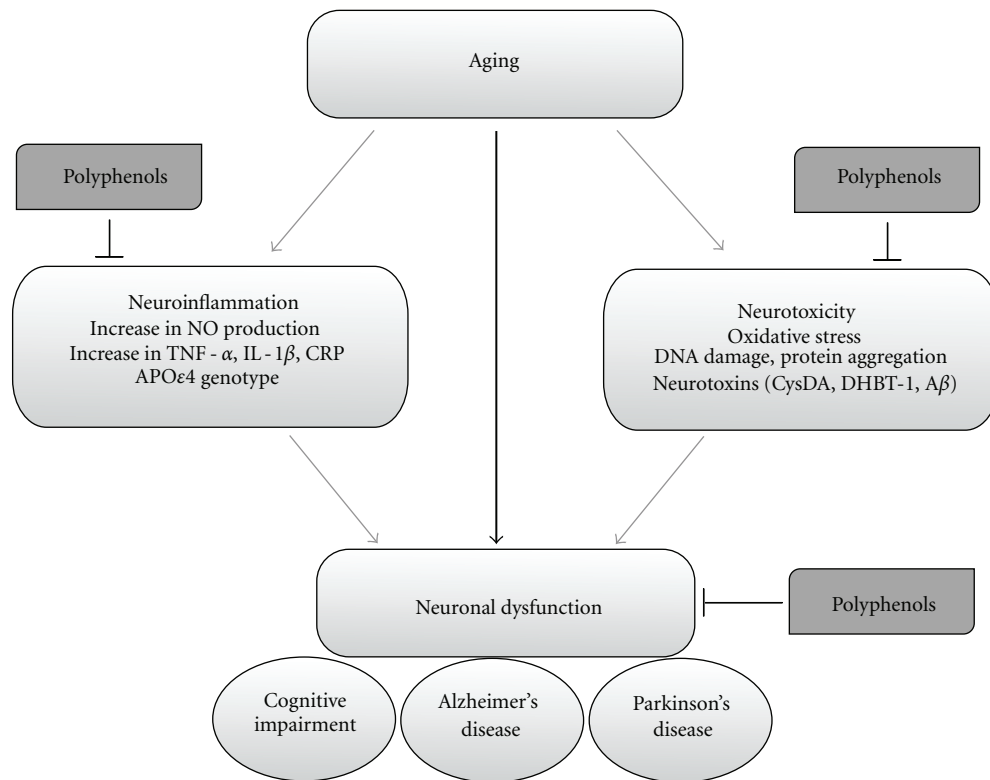 Aging
Polyphenols
Polyphenols
Neuroinflammation
Increase in NO production
Increase in TNF - α, IL - 1β, CRP
APOε4 genotype
Neurotoxicity
Oxidative stress
DNA damage, protein aggregation
Neurotoxins (CysDA, DHBT-1, Aβ)
Neuronal dysfunction
Polyphenols
Cognitive
impairment
Alzheimer’s
disease
Parkinson’s
disease